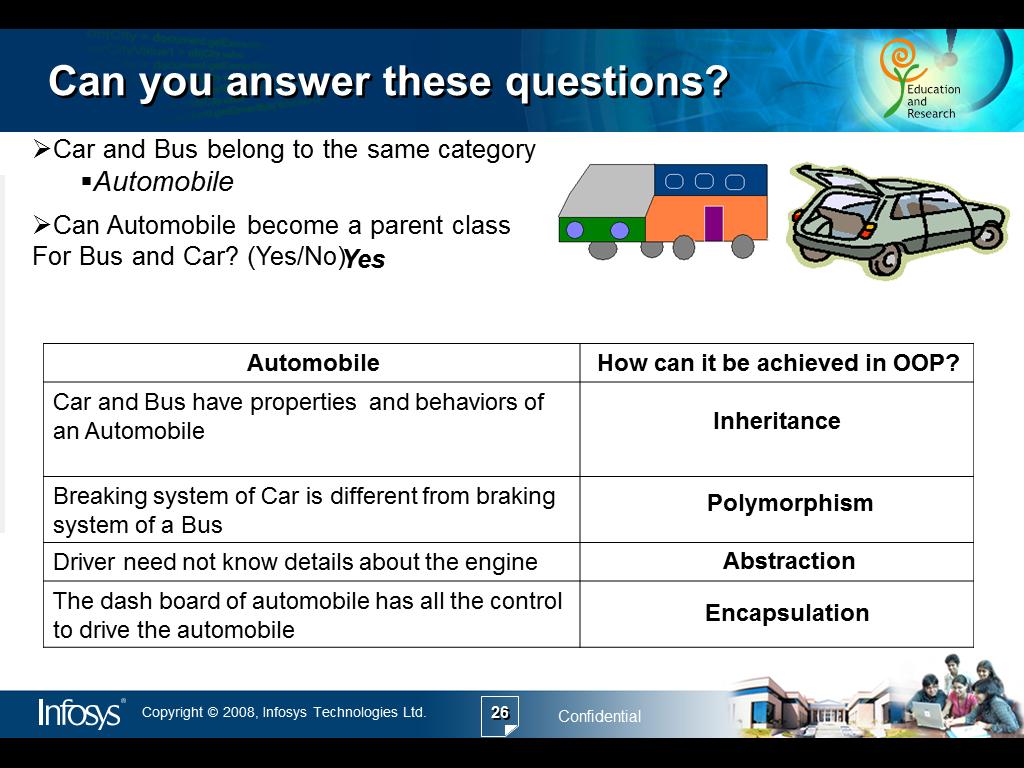 Can you answer these questions?
Education
and
Research
➢Car and Bus belong to the same category
▪Automobile
➢Can Automobile become a parent class
For Bus and Car? (Yes/No)Yes
Automobile
How can it be achieved in OOP?
Car and Bus have properties and behaviors of
an Automobile
Inheritance
Breaking system of Car is different from braking
system of a Bus
Polymorphism
Driver need not know details about the engine
Abstraction
The dash board of automobile has all the control
to drive the automobile
Encapsulation
Infosys®
Copyright © 2008, Infosys Technologies Ltd.
26
Confidential